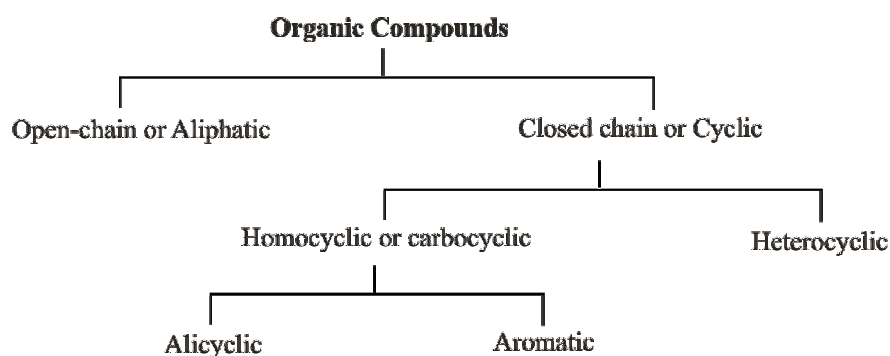 Organic Compounds
Open-chain or Aliphatic
Closed chain or Cyclic
Homocyclic or carbocyclic
Heterocyclic
Alicyclic
Aromatic